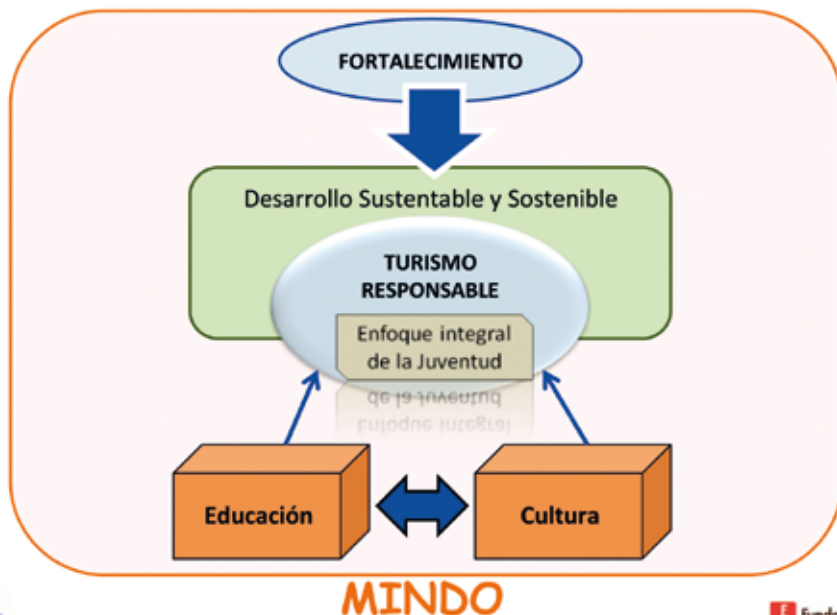 FORTALECIMIENTO
Desarrollo Sustentable y Sostenible
TURISMO
RESPONSABLE
Enfoque integral
de la Juventud
Educación
Cultura
MINDO